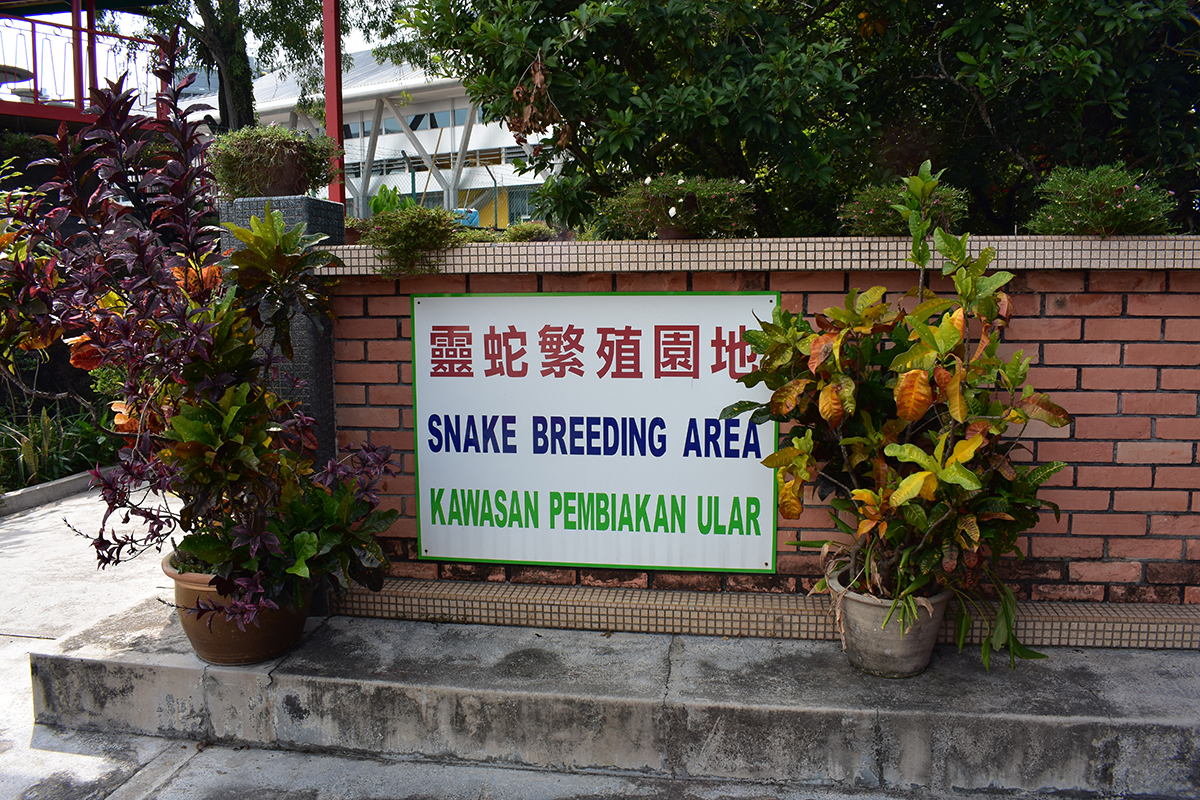 靈蛇繁殖園地
SNAKE BREEDING AREA
KAWASAN PEMBIAKAN ULAR